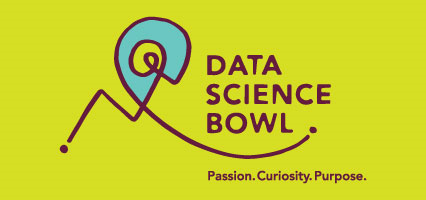 DATA
SCIENCE
BOWL
Passion. Curiosity. Purpose.